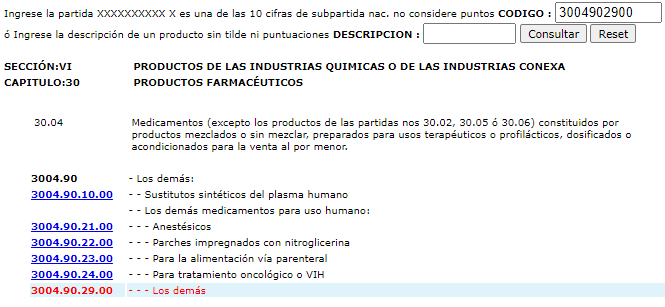 Ingrese la partida XXXXXXXXXX X es una de las 10 cifras de subpartida nac. no considere puntos CODIGO : 3004902900
ó Ingrese la descripción de un producto sin tilde ni puntuaciones DESCRIPCION : Consultar Reset
SECCIÓN:VI PRODUCTOS DE LAS INDUSTRIAS QUIMICAS O DE LAS INDUSTRIAS CONEXA
CAPITULO:30 PRODUCTOS FARMACÉUTICOS
30.04 Medicamentos (excepto los productos de las partidas nos 30.02, 30.05 ó 30.06) constituidos por
productos mezclados o sin mezclar, preparados para usos terapéuticos o profilácticos, dosificados o
acondicionados para la venta al por menor.
3004.90 - Los demás:
3004.90.10.00 - - Sustitutos sintéticos del plasma humano
- - Los demás medicamentos para uso humano:
3004.90.21.00 - - - Anestésicos
3004.90.22.00 - - - Parches impregnados con nitroglicerina
3004.90.23.00 - - - Para la alimentación vía parenteral
3004.90.24.00 - - - Para tratamiento oncológico o VIH
3004.90.29.00 - - - Los demás